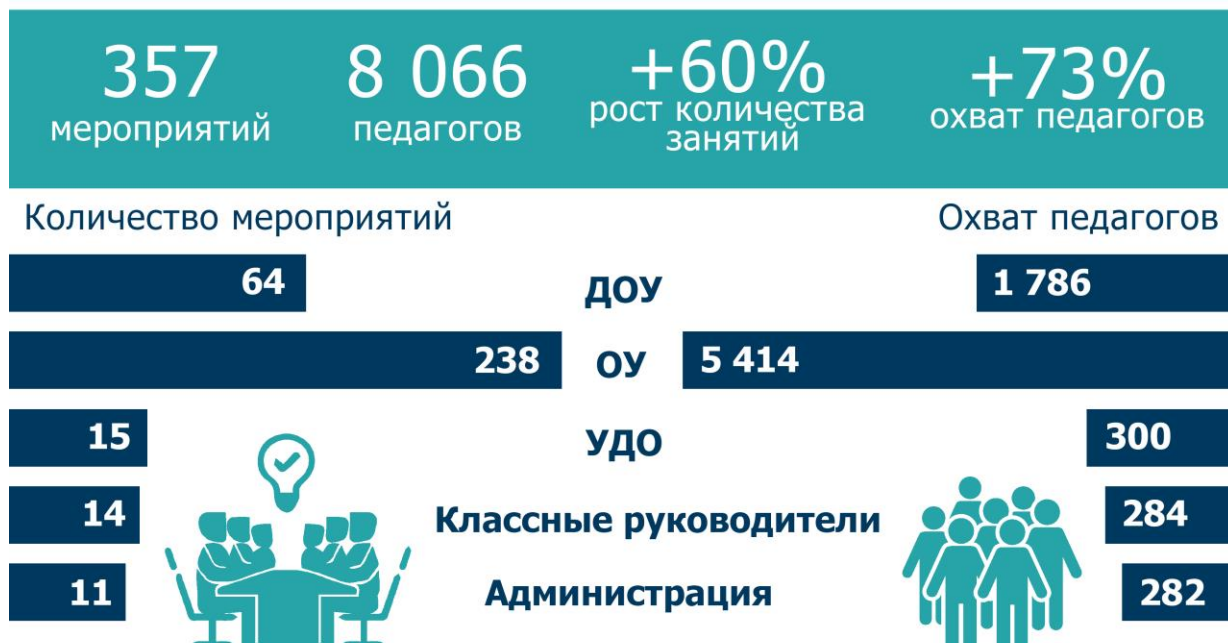 357
мероприятий
8 066
педагогов
+60%
рост количества
занятий
+73%
охват педагогов
Количество мероприятий
Охват педагогов
64
ДОУ
1 786
238
ОУ
5 414
15
УДО
300
14
Классные руководители
284
11
Администрация
282